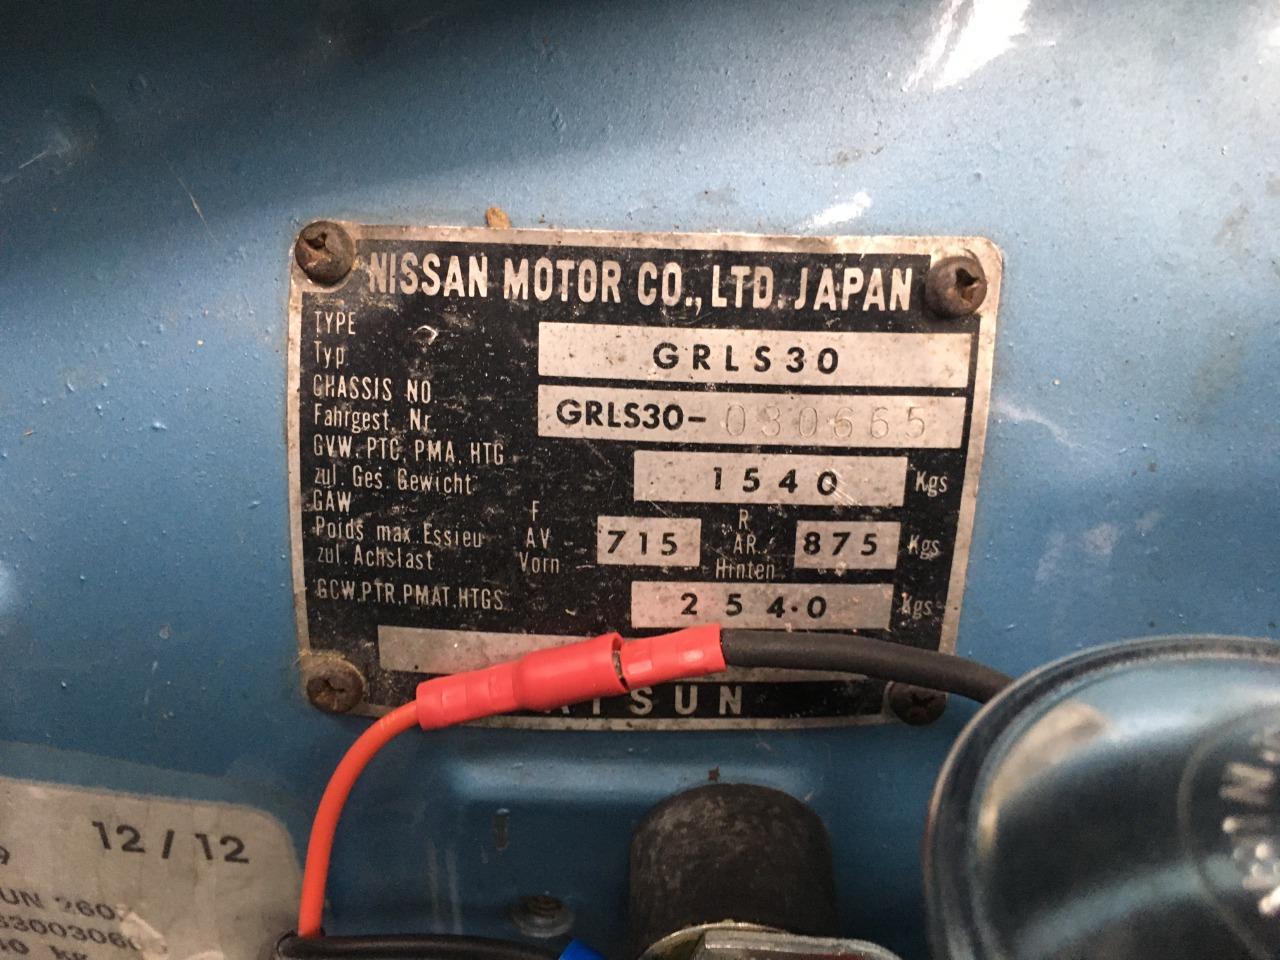 NISSAN MOTOR CO., LTD. JAPAN
TYPE
Typ
GRLS30
CHASSIS NO.
Fahrgest. Nr.
GRLS30-030665
GVW. PTC. PMA. HTG
zul. Ges. Gewicht
1540 Kgs
GAW
Poids max. Essieu
zul. Achslast
F
AV
Vorn
715
R
AR.
Hinten
875 Kgs
GCW, PTR, PMAT, HTGS
254.0 Kgs
12/12